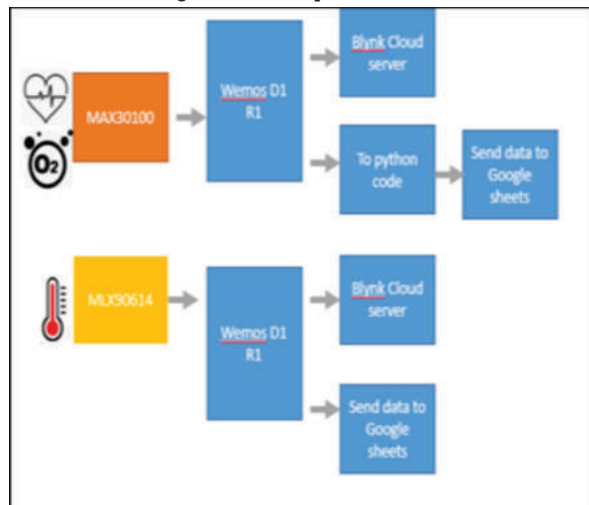 MAX30100
Wemos D1
R1
Blynk Cloud
server
To python
code
Send data to
Google
sheets
O2
MLX90614
Wemos D1
R1
Blynk Cloud
server
Send data to
Google
sheets